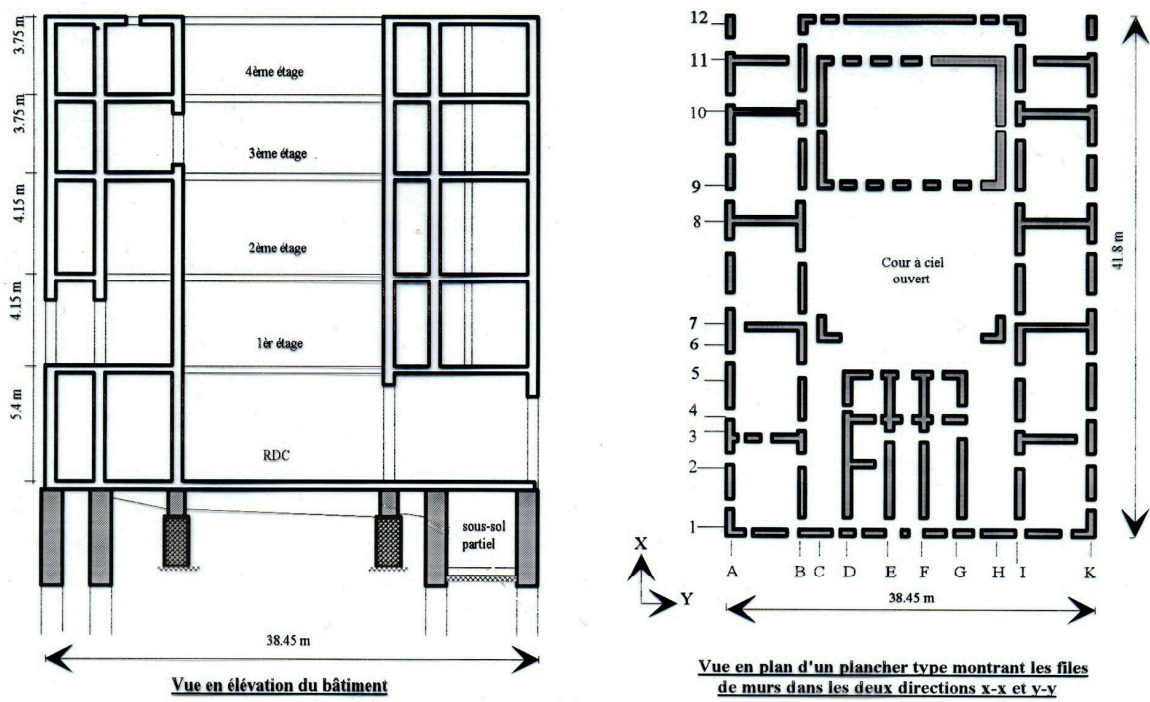 3.75 m
4ème étage
3.75 m
3ème étage
4.15 m
2ème étage
4.15 m
1èr étage
5.4 m
RDC
sous-sol
partiel
38.45 m
Vue en élévation du bâtiment
12
11
10
9
8
7
6
5
4
3
2
1
Cour à ciel
ouvert
41.8 m
X
Y
A B C D E F G H I K
38.45 m
Vue en plan d'un plancher type montrant les files
de murs dans les deux directions x-x et y-y